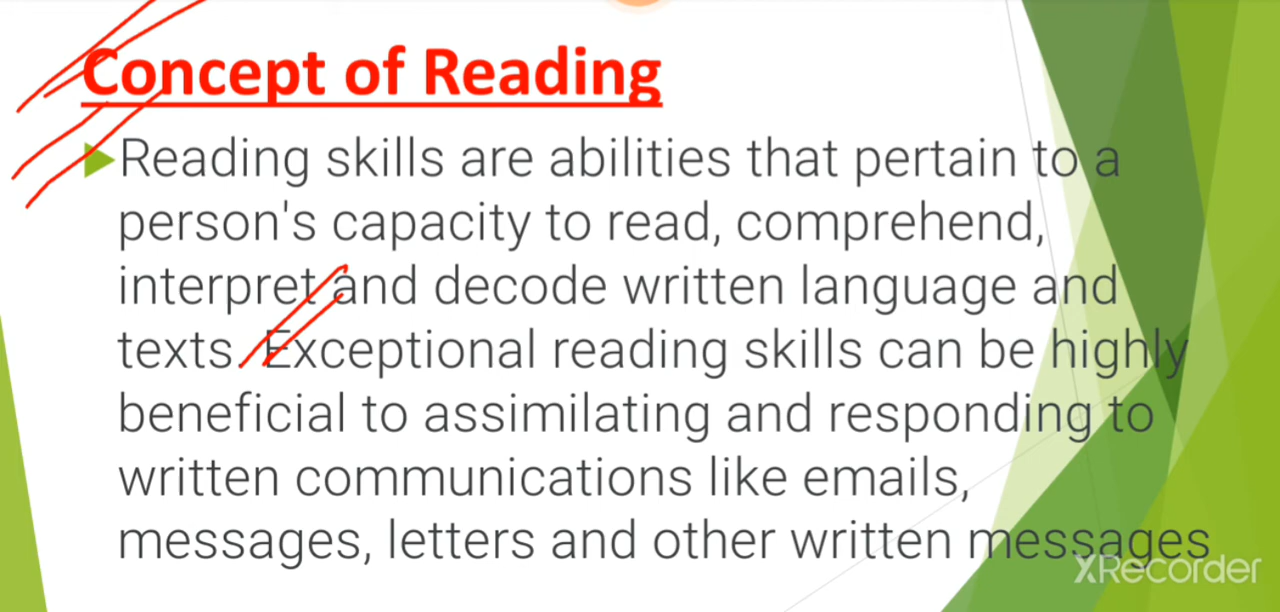 Concept of Reading
Reading skills are abilities that pertain to a
person's capacity to read, comprehend,
interpret and decode written language and
texts. Exceptional reading skills can be highly
beneficial to assimilating and responding to
written communications like emails,
messages, letters and other written messages
XRecorder